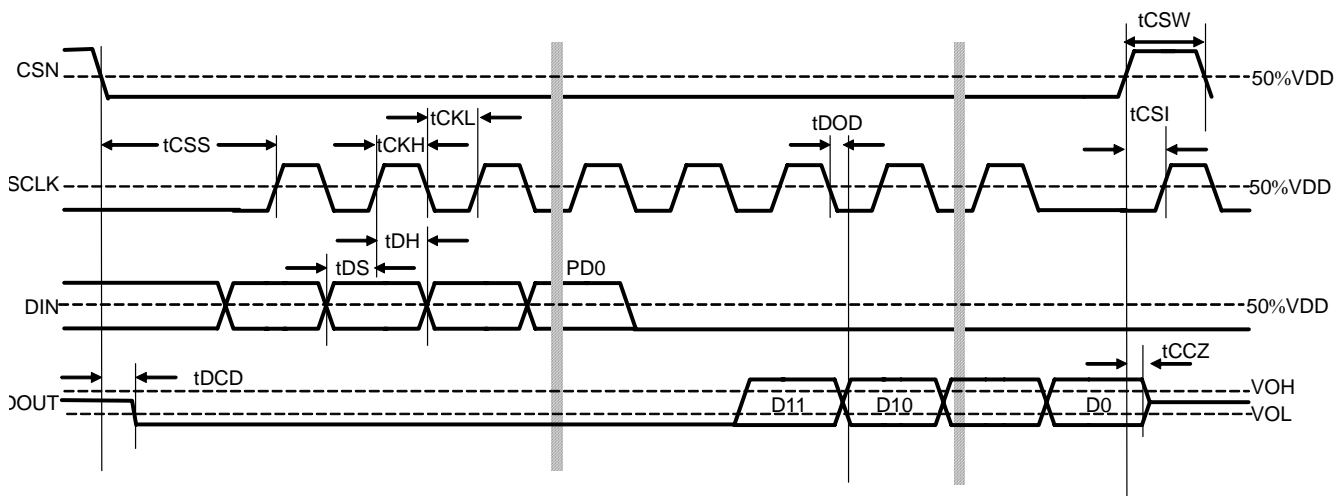 tCSW
CSN
50%VDD
tCKL
tDOD
tCSI
tCSS
tCKH
SCLK
50%VDD
tDH
tDS
PD0
DIN
50%VDD
tDCD
tCCZ
VOH
DOUT
D11
D10
D0
VOL